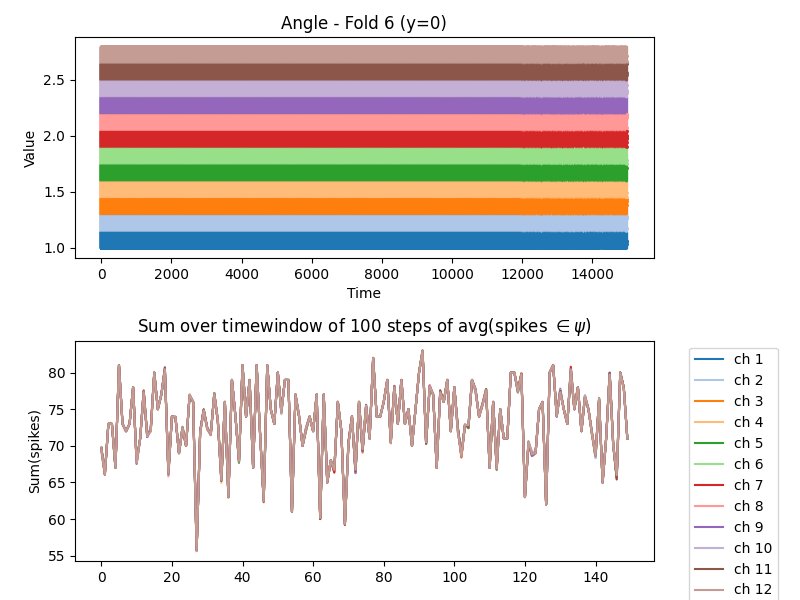 Angle - Fold 6 (y=0)
Value
2.5
2.0
1.5
1.0
0 2000 4000 6000 8000 10000 12000 14000
Time
Sum over timewindow of 100 steps of avg(spikes ∈ ψ)
Sum(spikes)
80
75
70
65
60
55
0 20 40 60 80 100 120 140
ch 1
ch 2
ch 3
ch 4
ch 5
ch 6
ch 7
ch 8
ch 9
ch 10
ch 11
ch 12